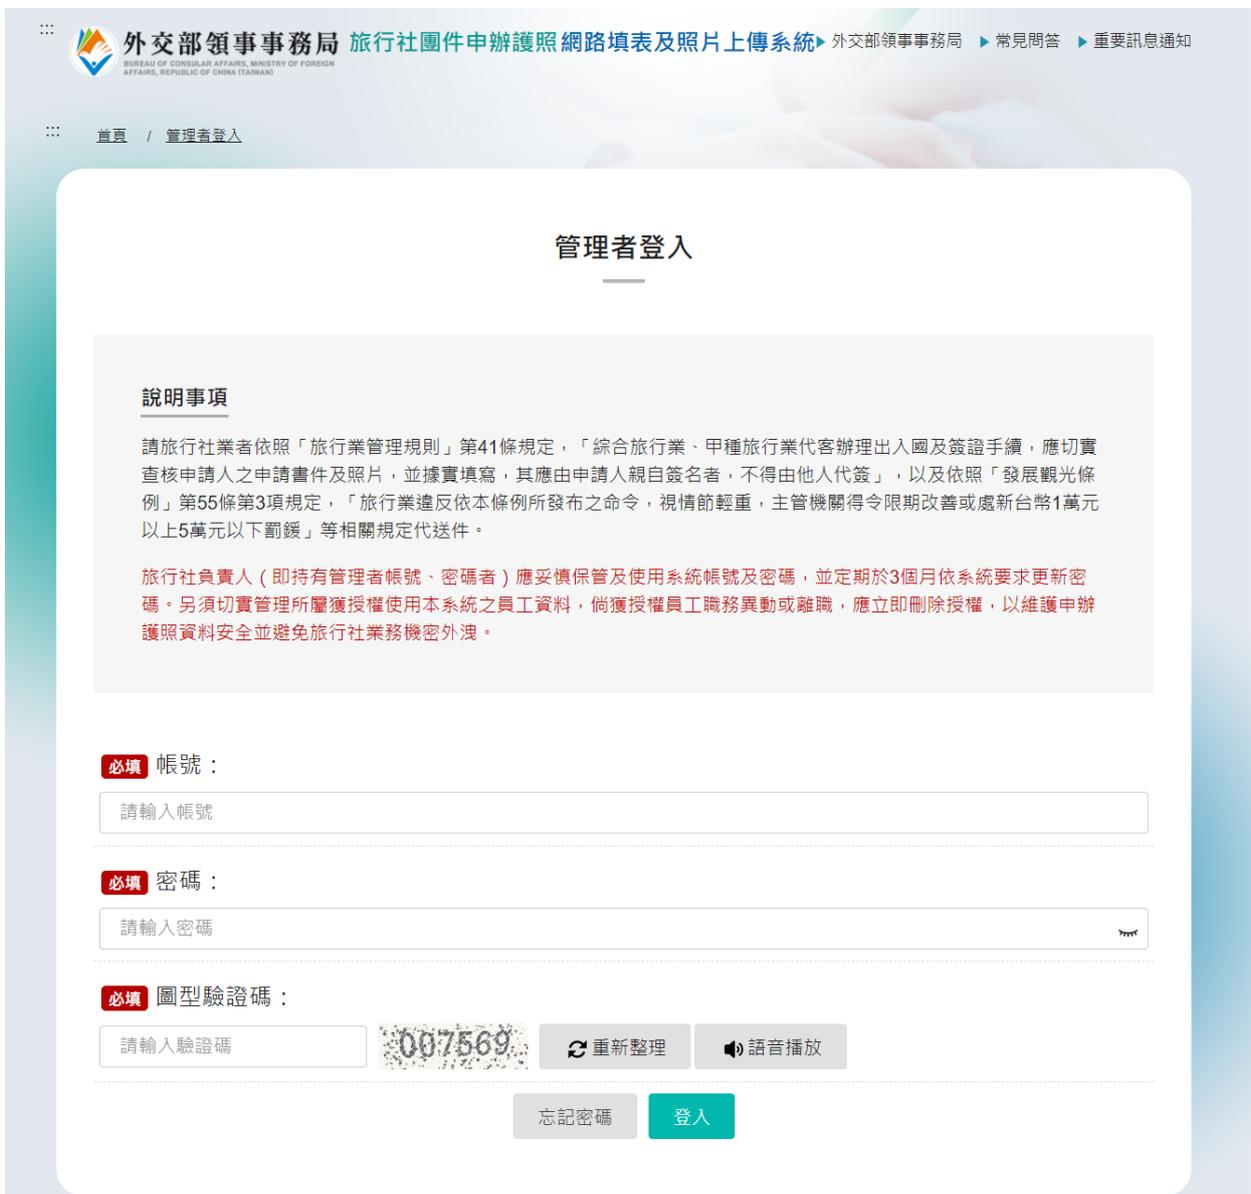 :::
外交部領事事務局 旅行社團件申辦護照網路填表及照片上傳系統 ▶ 外交部領事事務局 ▶ 常見問答 ▶ 重要訊息通知
BUREAU OF CONSULAR AFFAIRS, MINISTRY OF FOREIGN
AFFAIRS, REPUBLIC OF CHINA (TAIWAN)
::: 首頁 / 管理者登入
管理者登入
說明事項
請旅行社業者依照「旅行業管理規則」第41條規定，「綜合旅行業、甲種旅行業代客辦理出入國及簽證手續，應切實
查核申請人之申請書件及照片，並據實填寫，其應由申請人親自簽名者，不得由他人代簽」，以及依照「發展觀光條
例」第55條第3項規定，「旅行業違反依本條例所發布之命令，視情節輕重，主管機關得令限期改善或處新台幣1萬元
以上5萬元以下罰鍰」等相關規定代送件。
旅行社負責人（即持有管理者帳號、密碼者）應妥慎保管及使用系統帳號及密碼，並定期於3個月依系統要求更新密
碼。另須切實管理所屬獲授權使用本系統之員工資料，倘獲授權員工職務異動或離職，應立即刪除授權，以維護申辦
護照資料安全並避免旅行社業務機密外洩。
必填 帳號：
請輸入帳號
必填 密碼：
請輸入密碼
必填 圖型驗證碼：
請輸入驗證碼 007569 重新整理 語音播放
忘記密碼 登入